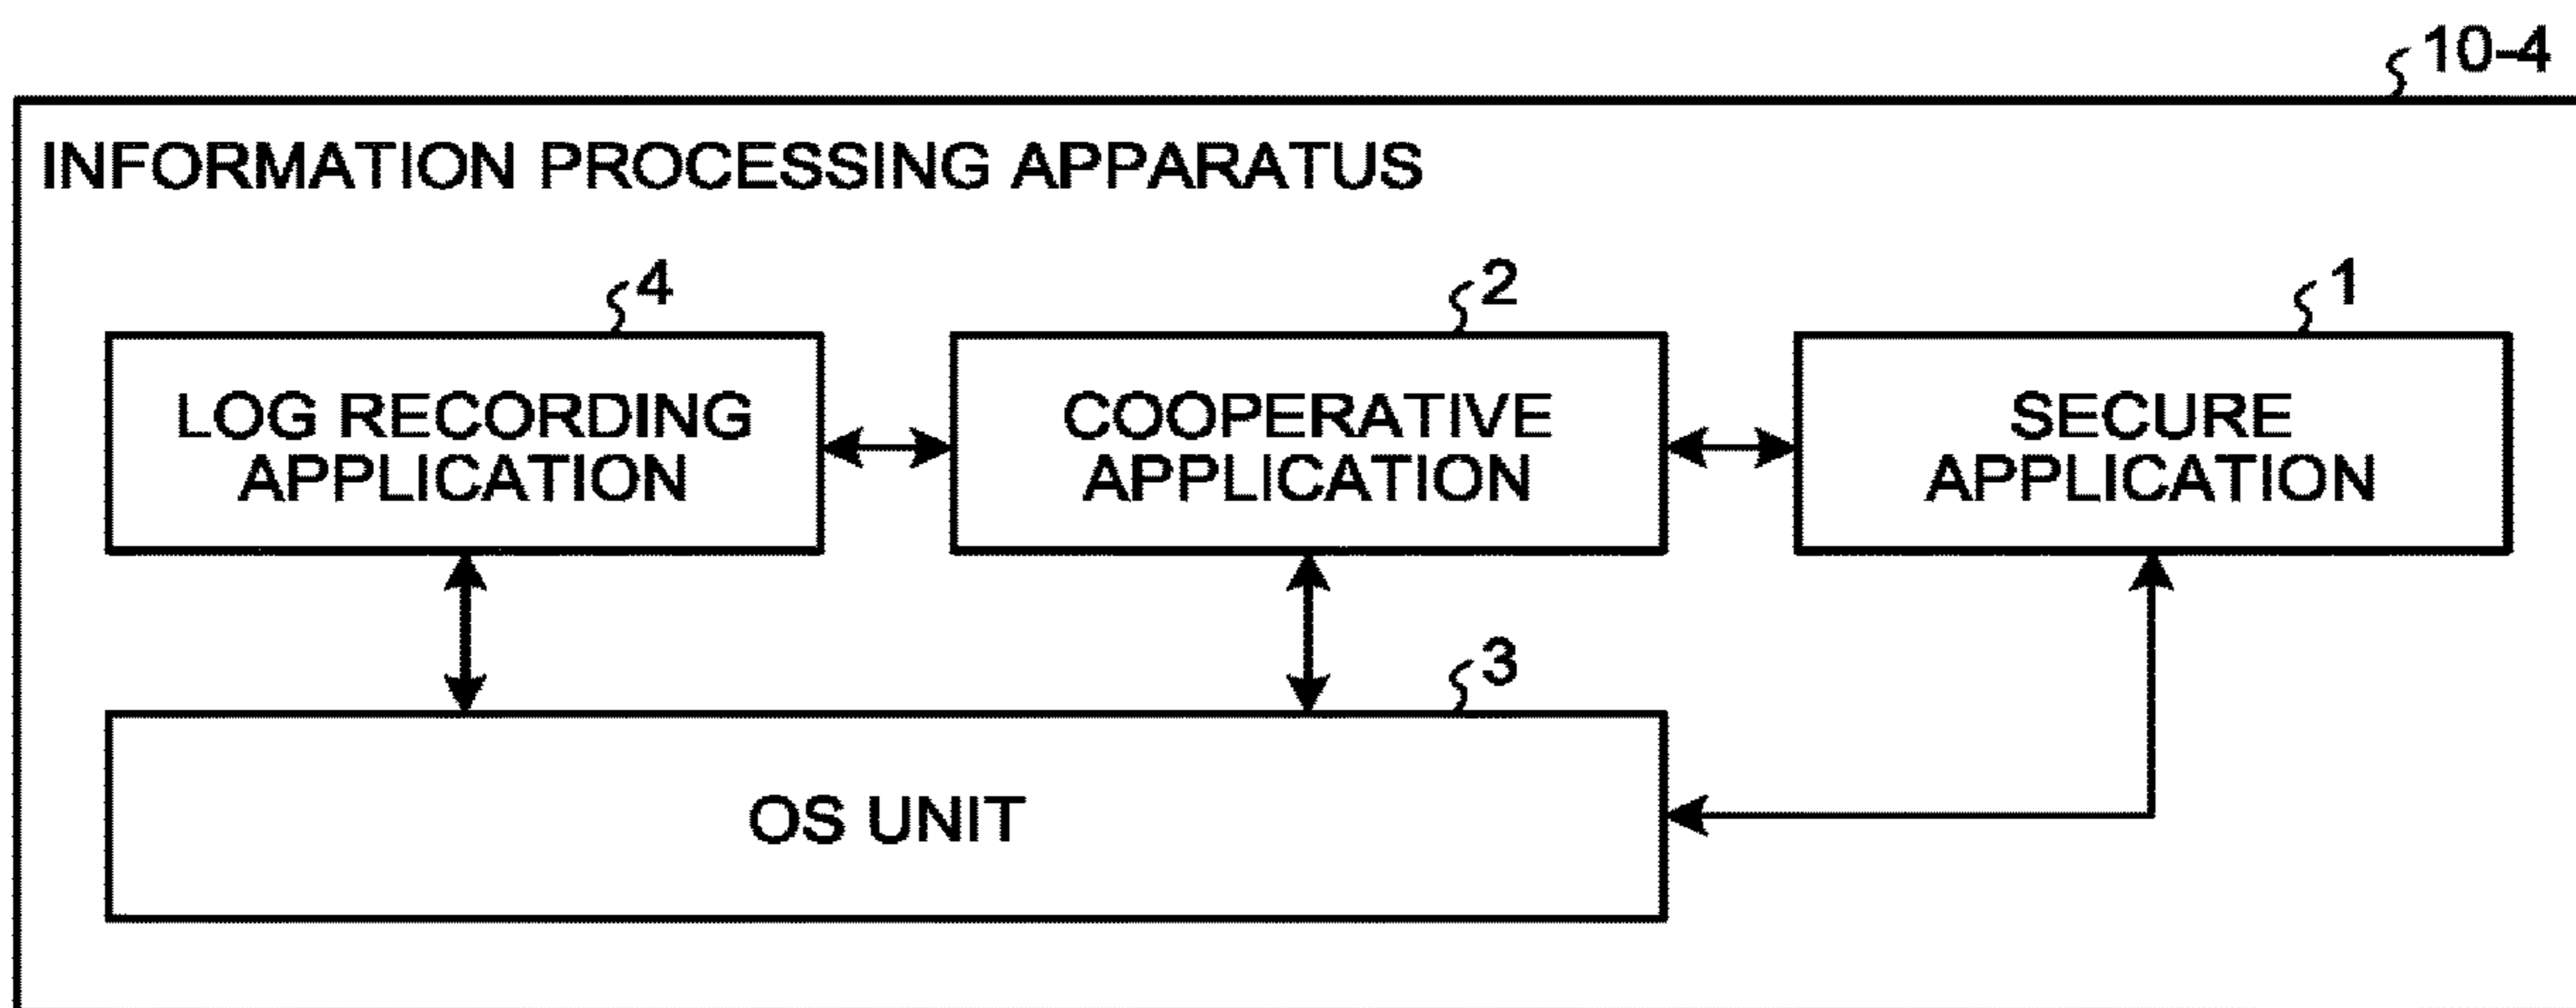 10-4
INFORMATION PROCESSING APPARATUS
4
2
1
LOG RECORDING
APPLICATION
COOPERATIVE
APPLICATION
SECURE
APPLICATION
3
OS UNIT